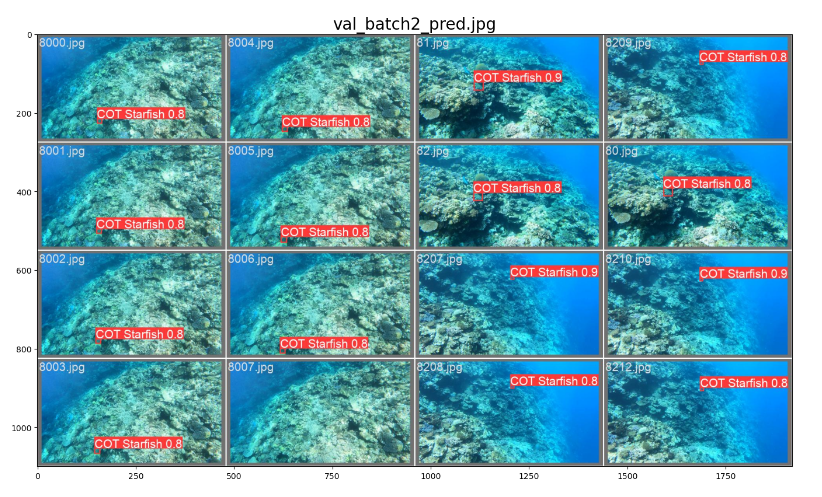 val_batch2_pred.jpg
0
200
400
600
800
1000
8000.jpg
COT Starfish 0.8
8004.jpg
COT Starfish 0.8
81.jpg
COT Starfish 0.9
8209.jpg
COT Starfish 0.8
8001.jpg
COT Starfish 0.8
8005.jpg
COT Starfish 0.8
82.jpg
COT Starfish 0.8
80.jpg
COT Starfish 0.8
8002.jpg
COT Starfish 0.8
8006.jpg
COT Starfish 0.8
8207.jpg
COT Starfish 0.9
8210.jpg
COT Starfish 0.9
8003.jpg
COT Starfish 0.8
8007.jpg
8208.jpg
COT Starfish 0.8
8212.jpg
COT Starfish 0.8
0
250
500
750
1000
1250
1500
1750